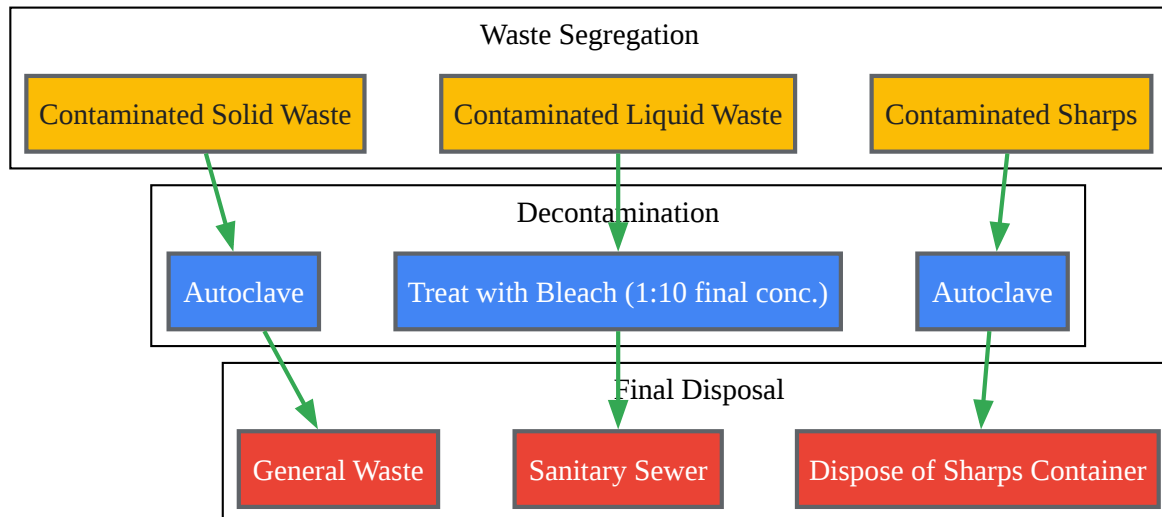 Waste Segregation
Contaminated Solid Waste
Contaminated Liquid Waste
Contaminated Sharps
Decontamination
Autoclave
Treat with Bleach (1:10 final conc.)
Autoclave
Final Disposal
General Waste
Sanitary Sewer
Dispose of Sharps Container